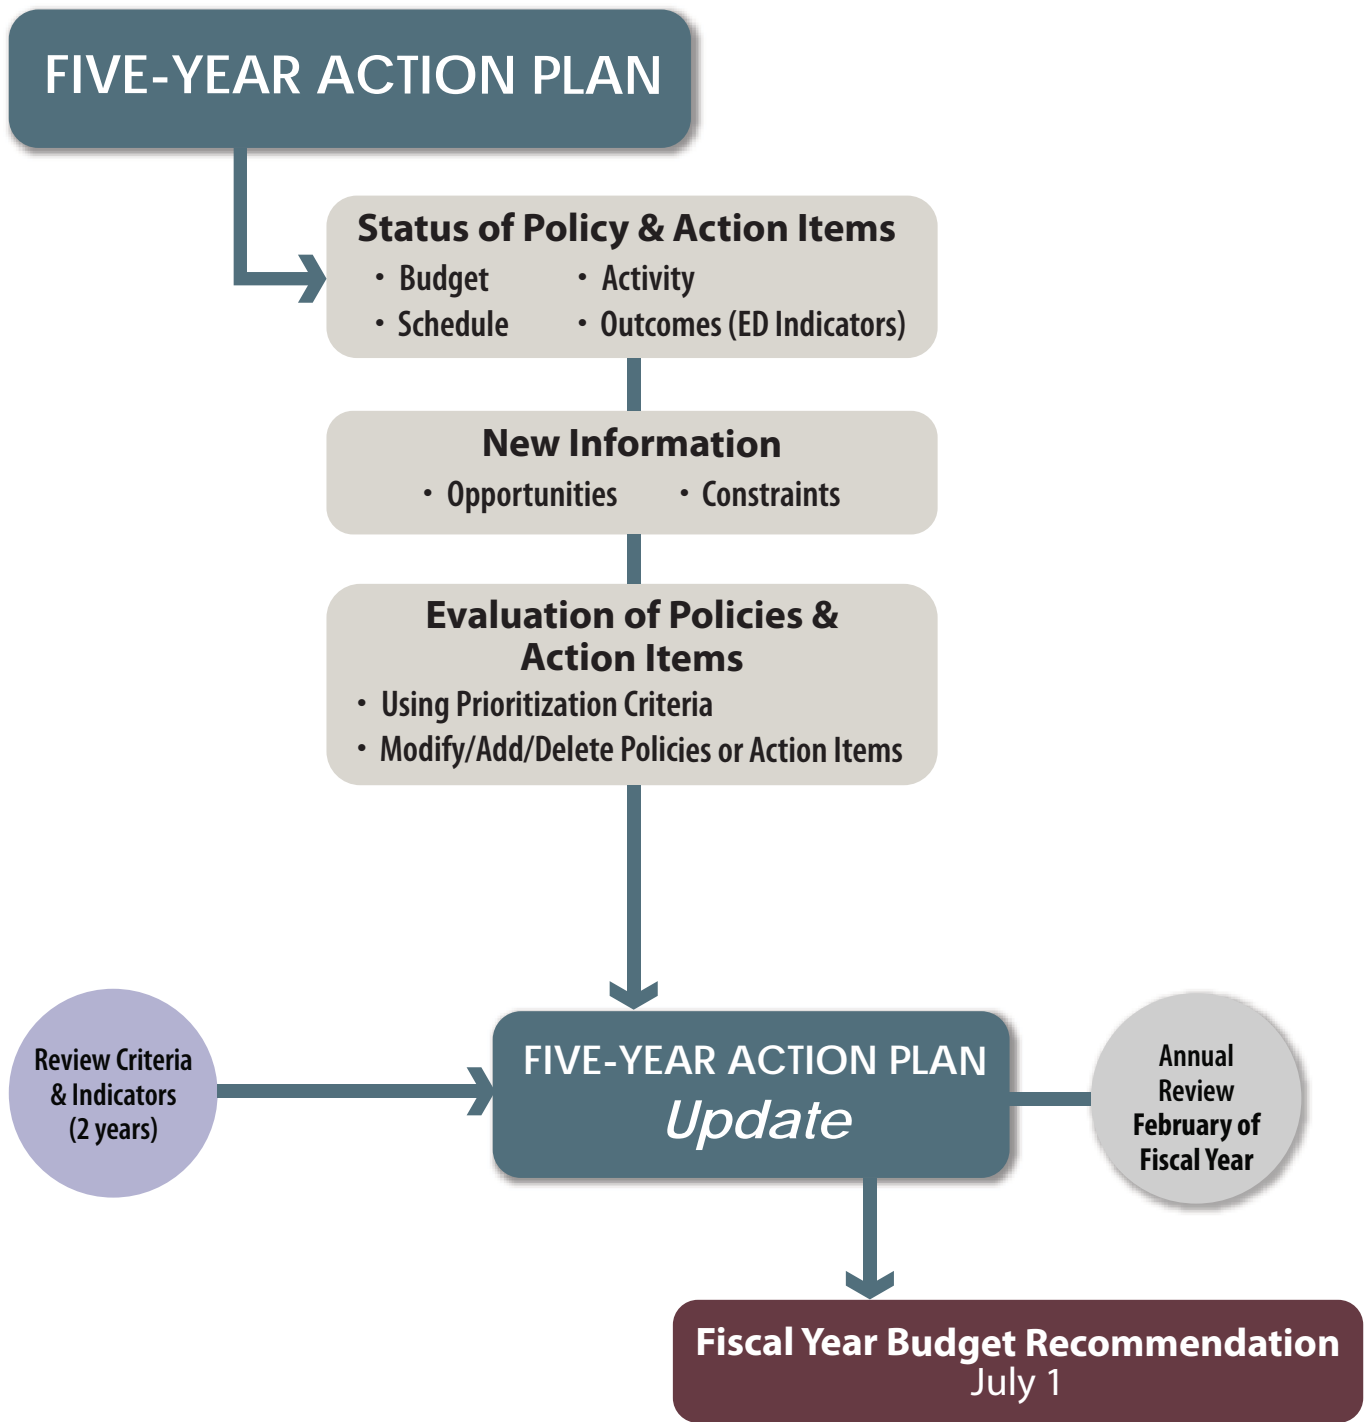 FIVE-YEAR ACTION PLAN
Status of Policy & Action Items
· Budget · Activity
· Schedule · Outcomes (ED Indicators)
New Information
· Opportunities · Constraints
Evaluation of Policies &
Action Items
· Using Prioritization Criteria
· Modify/Add/Delete Policies or Action Items
Review Criteria
& Indicators
(2 years)
FIVE-YEAR ACTION PLAN
Update
Annual
Review
February of
Fiscal Year
Fiscal Year Budget Recommendation
July 1